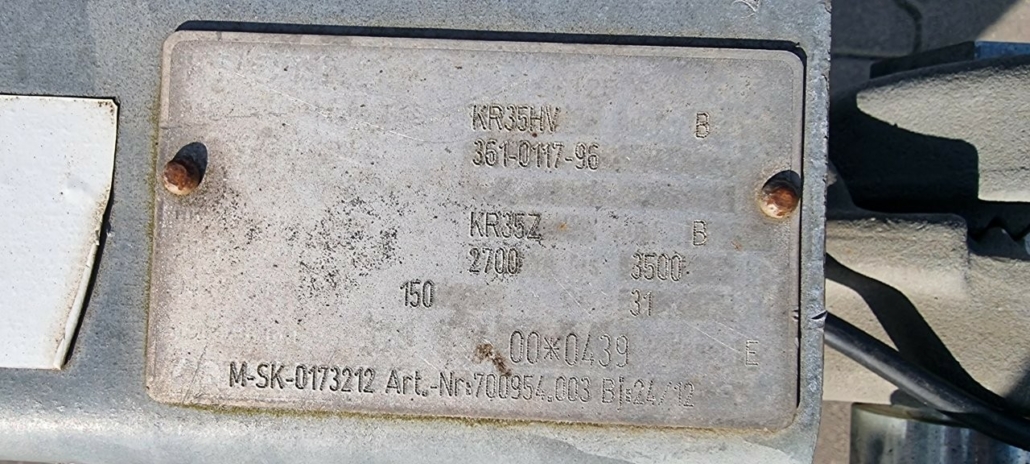 KR35HV B
361-0117-96
KR35Z B
2700 3500
150 31
00*0439 E
M-SK-0173212 Art.-Nr:700954.003 Bj:24/12